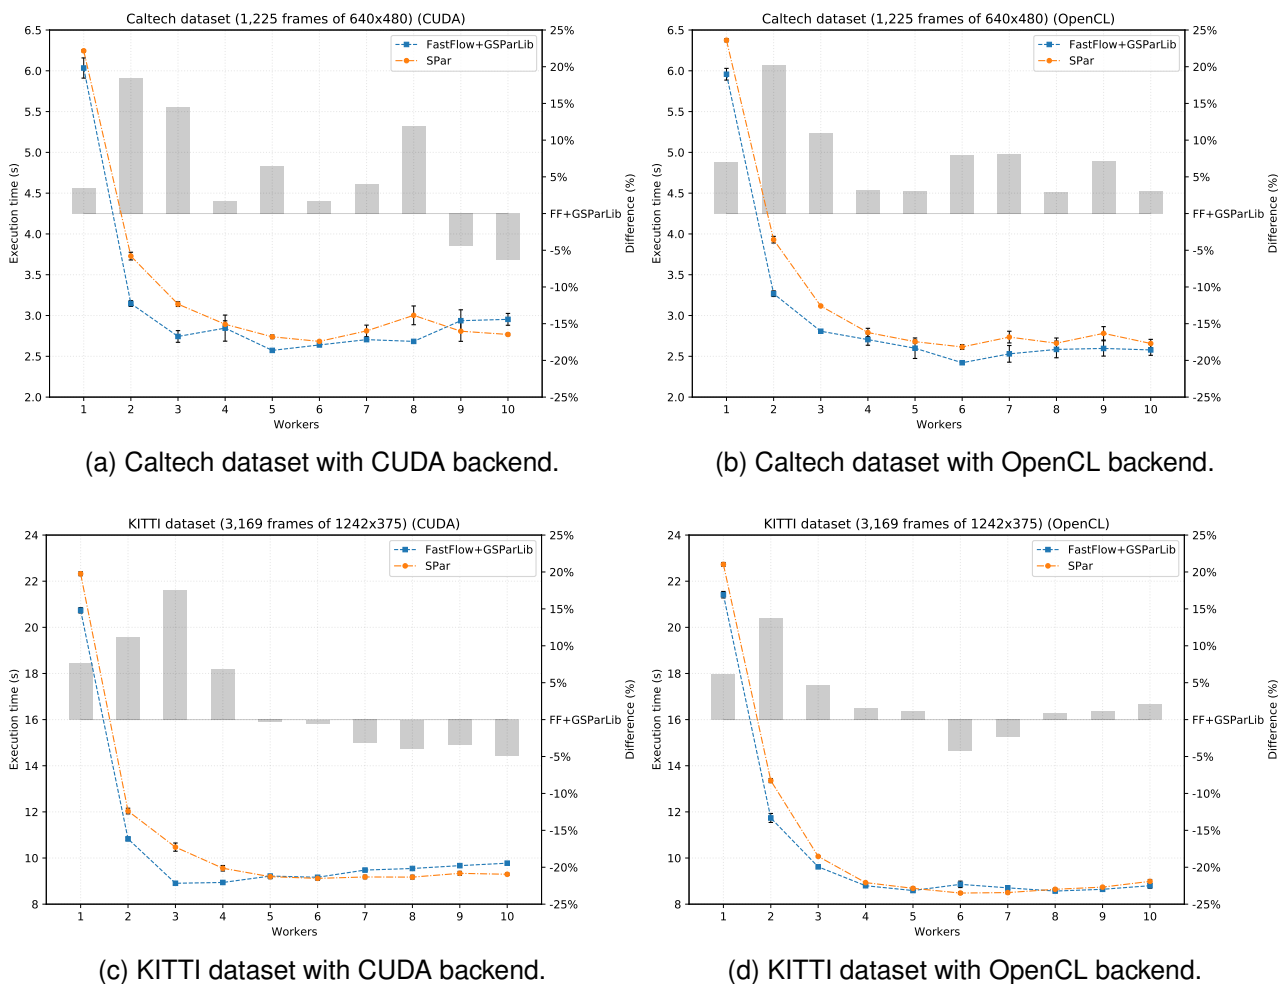 Caltech dataset (1,225 frames of 640x480) (CUDA)
Execution time (s)
6.5
6.0
5.5
5.0
4.5
4.0
3.5
3.0
2.5
2.0
FastFlow+GSParLib
SPar
25%
20%
15%
10%
5%
FF+GSParLib
-5%
-10%
-15%
-20%
-25%
Difference (%)
1 2 3 4 5 6 7 8 9 10
Workers
(a) Caltech dataset with CUDA backend.
Caltech dataset (1,225 frames of 640x480) (OpenCL)
Execution time (s)
6.5
6.0
5.5
5.0
4.5
4.0
3.5
3.0
2.5
2.0
FastFlow+GSParLib
SPar
25%
20%
15%
10%
5%
FF+GSParLib
-5%
-10%
-15%
-20%
-25%
Difference (%)
1 2 3 4 5 6 7 8 9 10
Workers
(b) Caltech dataset with OpenCL backend.
KITTI dataset (3,169 frames of 1242x375) (CUDA)
Execution time (s)
24
22
20
18
16
14
12
10
8
FastFlow+GSParLib
SPar
25%
20%
15%
10%
5%
FF+GSParLib
-5%
-10%
-15%
-20%
-25%
Difference (%)
1 2 3 4 5 6 7 8 9 10
Workers
(c) KITTI dataset with CUDA backend.
KITTI dataset (3,169 frames of 1242x375) (OpenCL)
Execution time (s)
24
22
20
18
16
14
12
10
8
FastFlow+GSParLib
SPar
25%
20%
15%
10%
5%
FF+GSParLib
-5%
-10%
-15%
-20%
-25%
Difference (%)
1 2 3 4 5 6 7 8 9 10
Workers
(d) KITTI dataset with OpenCL backend.